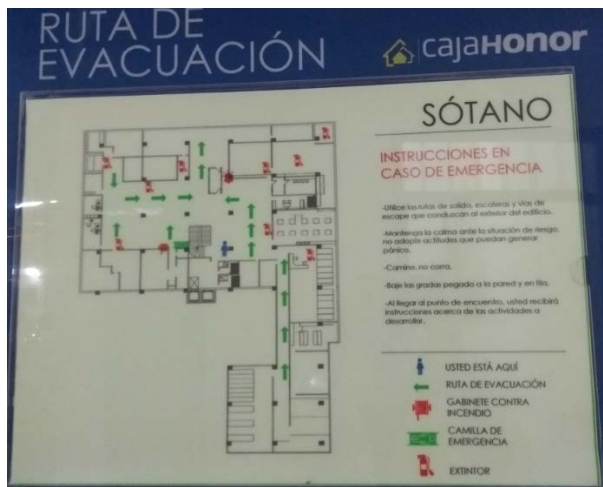 RUTA DE
EVACUACIÓN
cajaHonor
SÓTANO
INSTRUCCIONES EN
CASO DE EMERGENCIA
-Utilice las rutas de salida, escaleras y vías de
escape que conduscan al exterior del edificio.
-Mantenga la calma ante la situación de riesgo,
no adopte actitudes que puedan generar
pánico.
-Camine, no corra.
-Baje las gradas pegado a la pared y en fila.
-Al llegar al punto de encuentro, usted recibirá
instrucciones acerca de las actividades a
desarrollar.
USTED ESTÁ AQUÍ
RUTA DE EVACUACIÓN
GABINETE CONTRA
INCENDIO
CAMILLA DE
EMERGENCIA
EXTINTOR